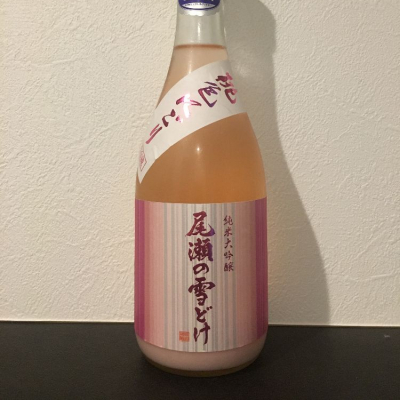 桃色にごり
純米大吟醸
尾瀬の雪どけ